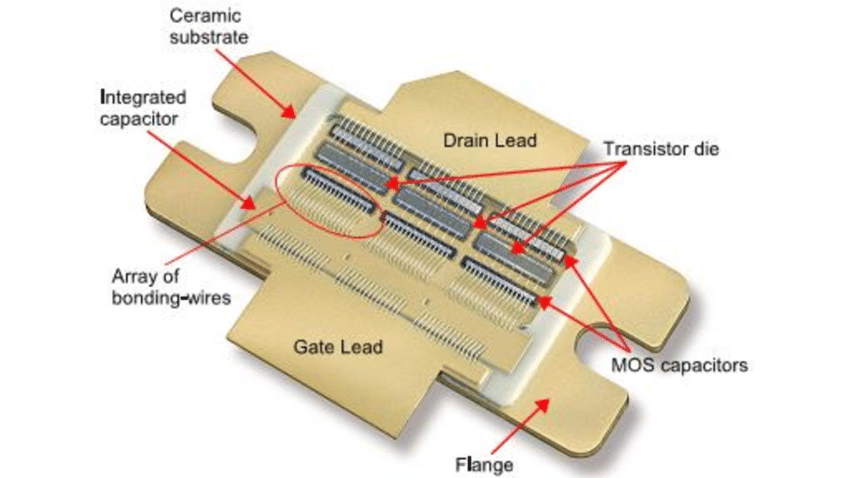 Ceramic
substrate
Integrated
capacitor
Drain Lead
Transistor die
Array of
bonding-wires
Gate Lead
MOS capacitors
Flange